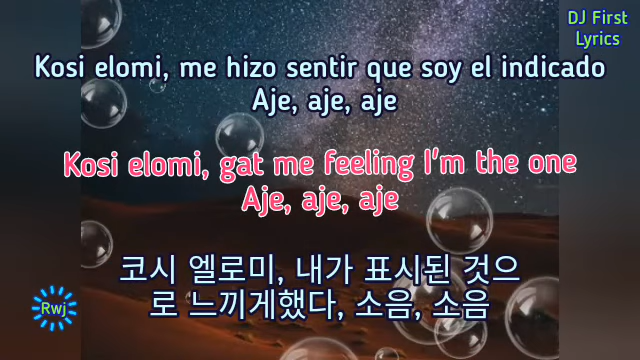 DJ First
Lyrics
Kosi elomi, me hizo sentir que soy el indicado
Aje, aje, aje
Kosi elomi, gat me feeling I'm the one
Aje, aje, aje
코시 엘로미, 내가 표시된 것으
로 느끼게했다, 소음, 소음
Rwj